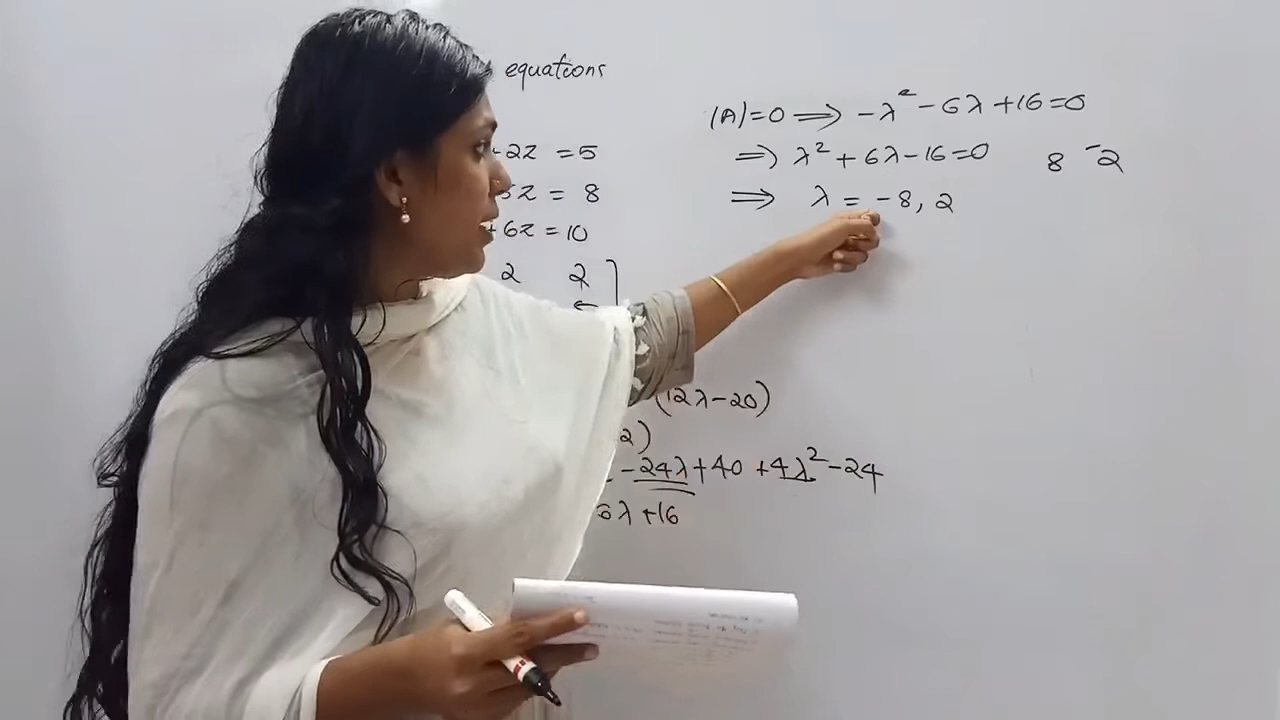 equations
+2z = 5
5z = 8
+6z = 10
2 2
(12λ-20)
2)
-24λ+40 +4λ²-24
6λ +16
|A|=0 ⟹ -λ²-6λ+16=0
⟹ λ²+6λ-16=0
8 -2
⟹ λ = -8, 2